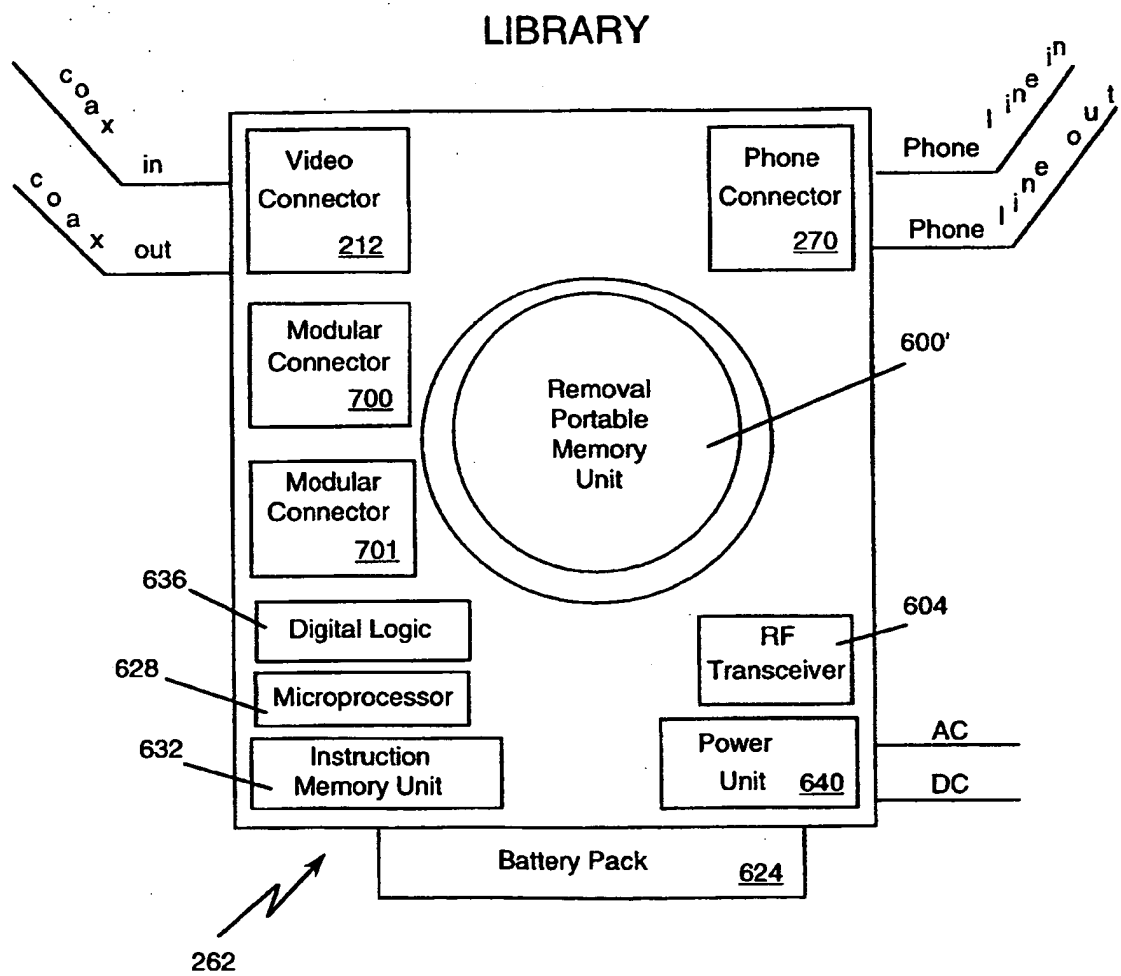 LIBRARY
coax in
coax out
Video
Connector
212
Phone
Connector
270
Phone line in
Phone line out
Modular
Connector
700
Modular
Connector
701
Removal
Portable
Memory
Unit
600'
636
Digital Logic
628
Microprocessor
632
Instruction
Memory Unit
RF
Transceiver
604
Power
Unit 640
AC
DC
Battery Pack 624
262